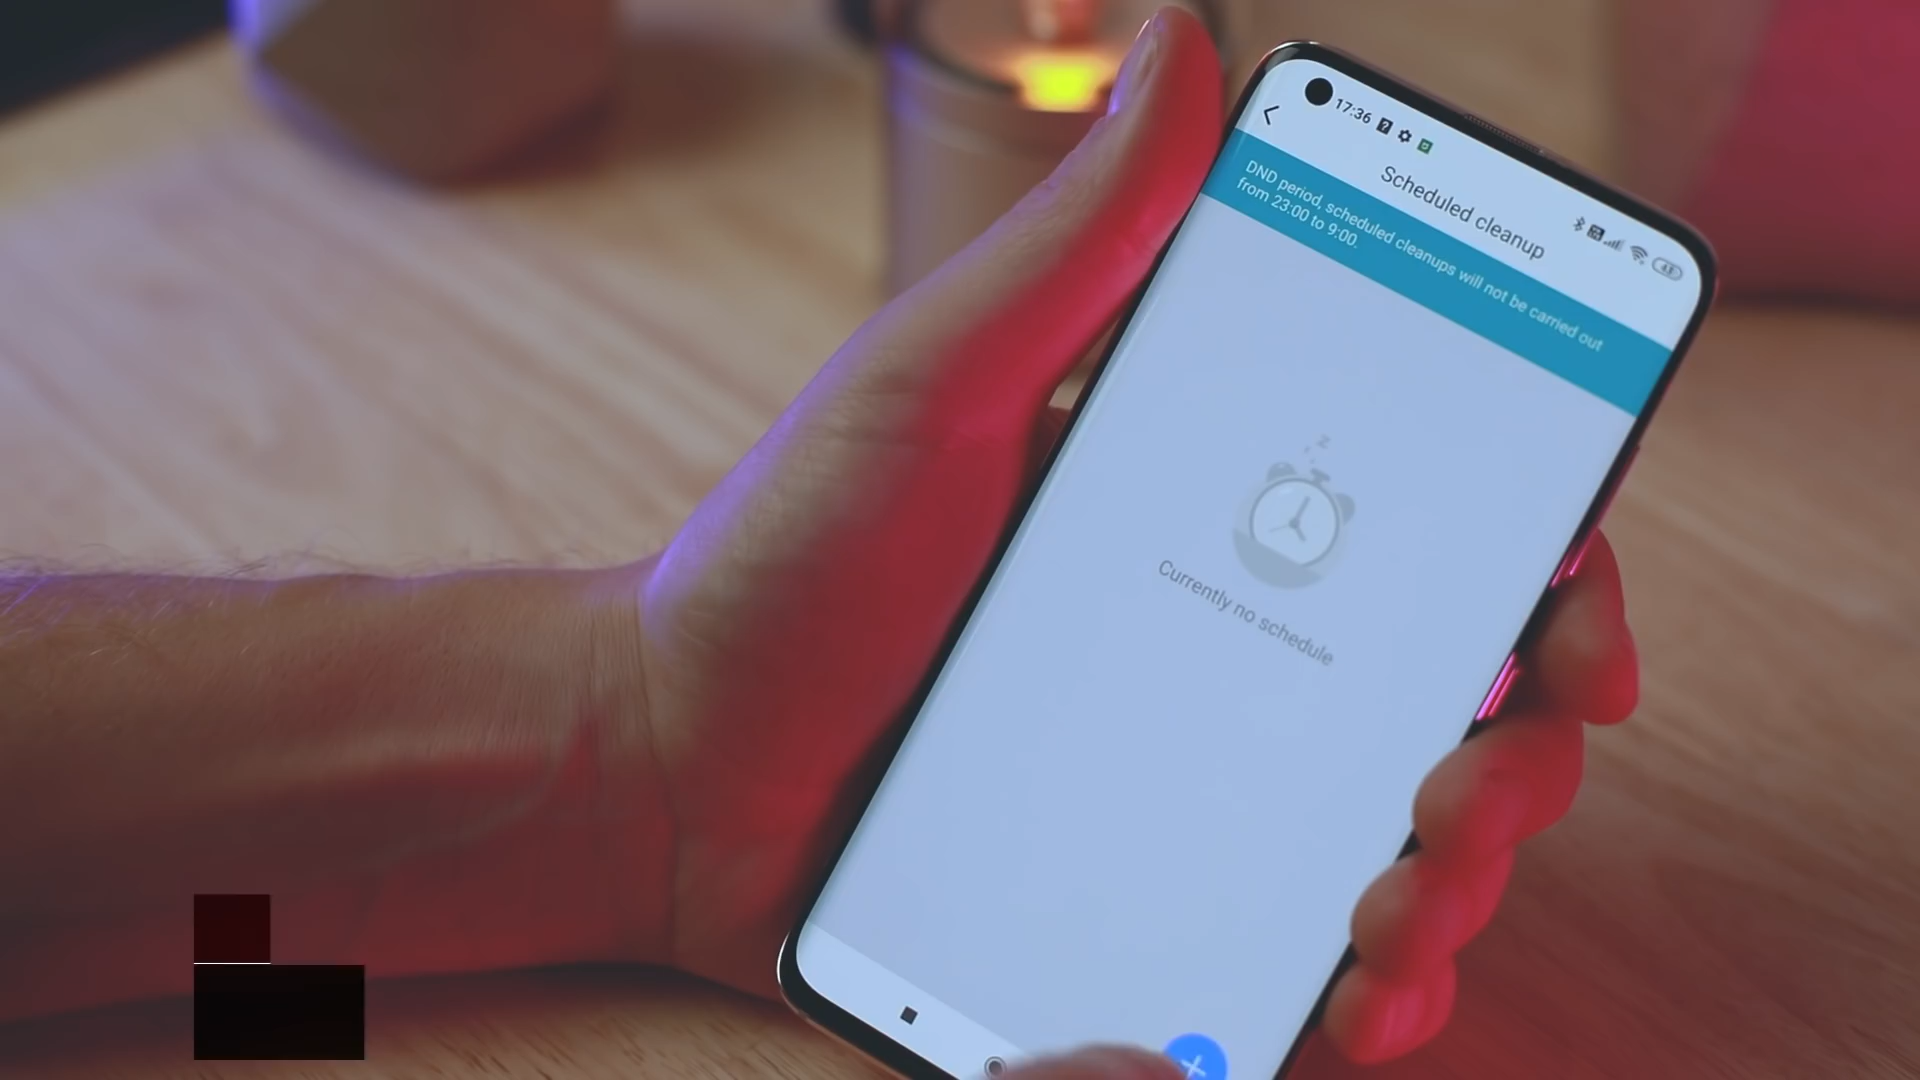 17:36
Scheduled cleanup
DND period, scheduled cleanups will not be carried out
from 23:00 to 9:00.
Currently no schedule